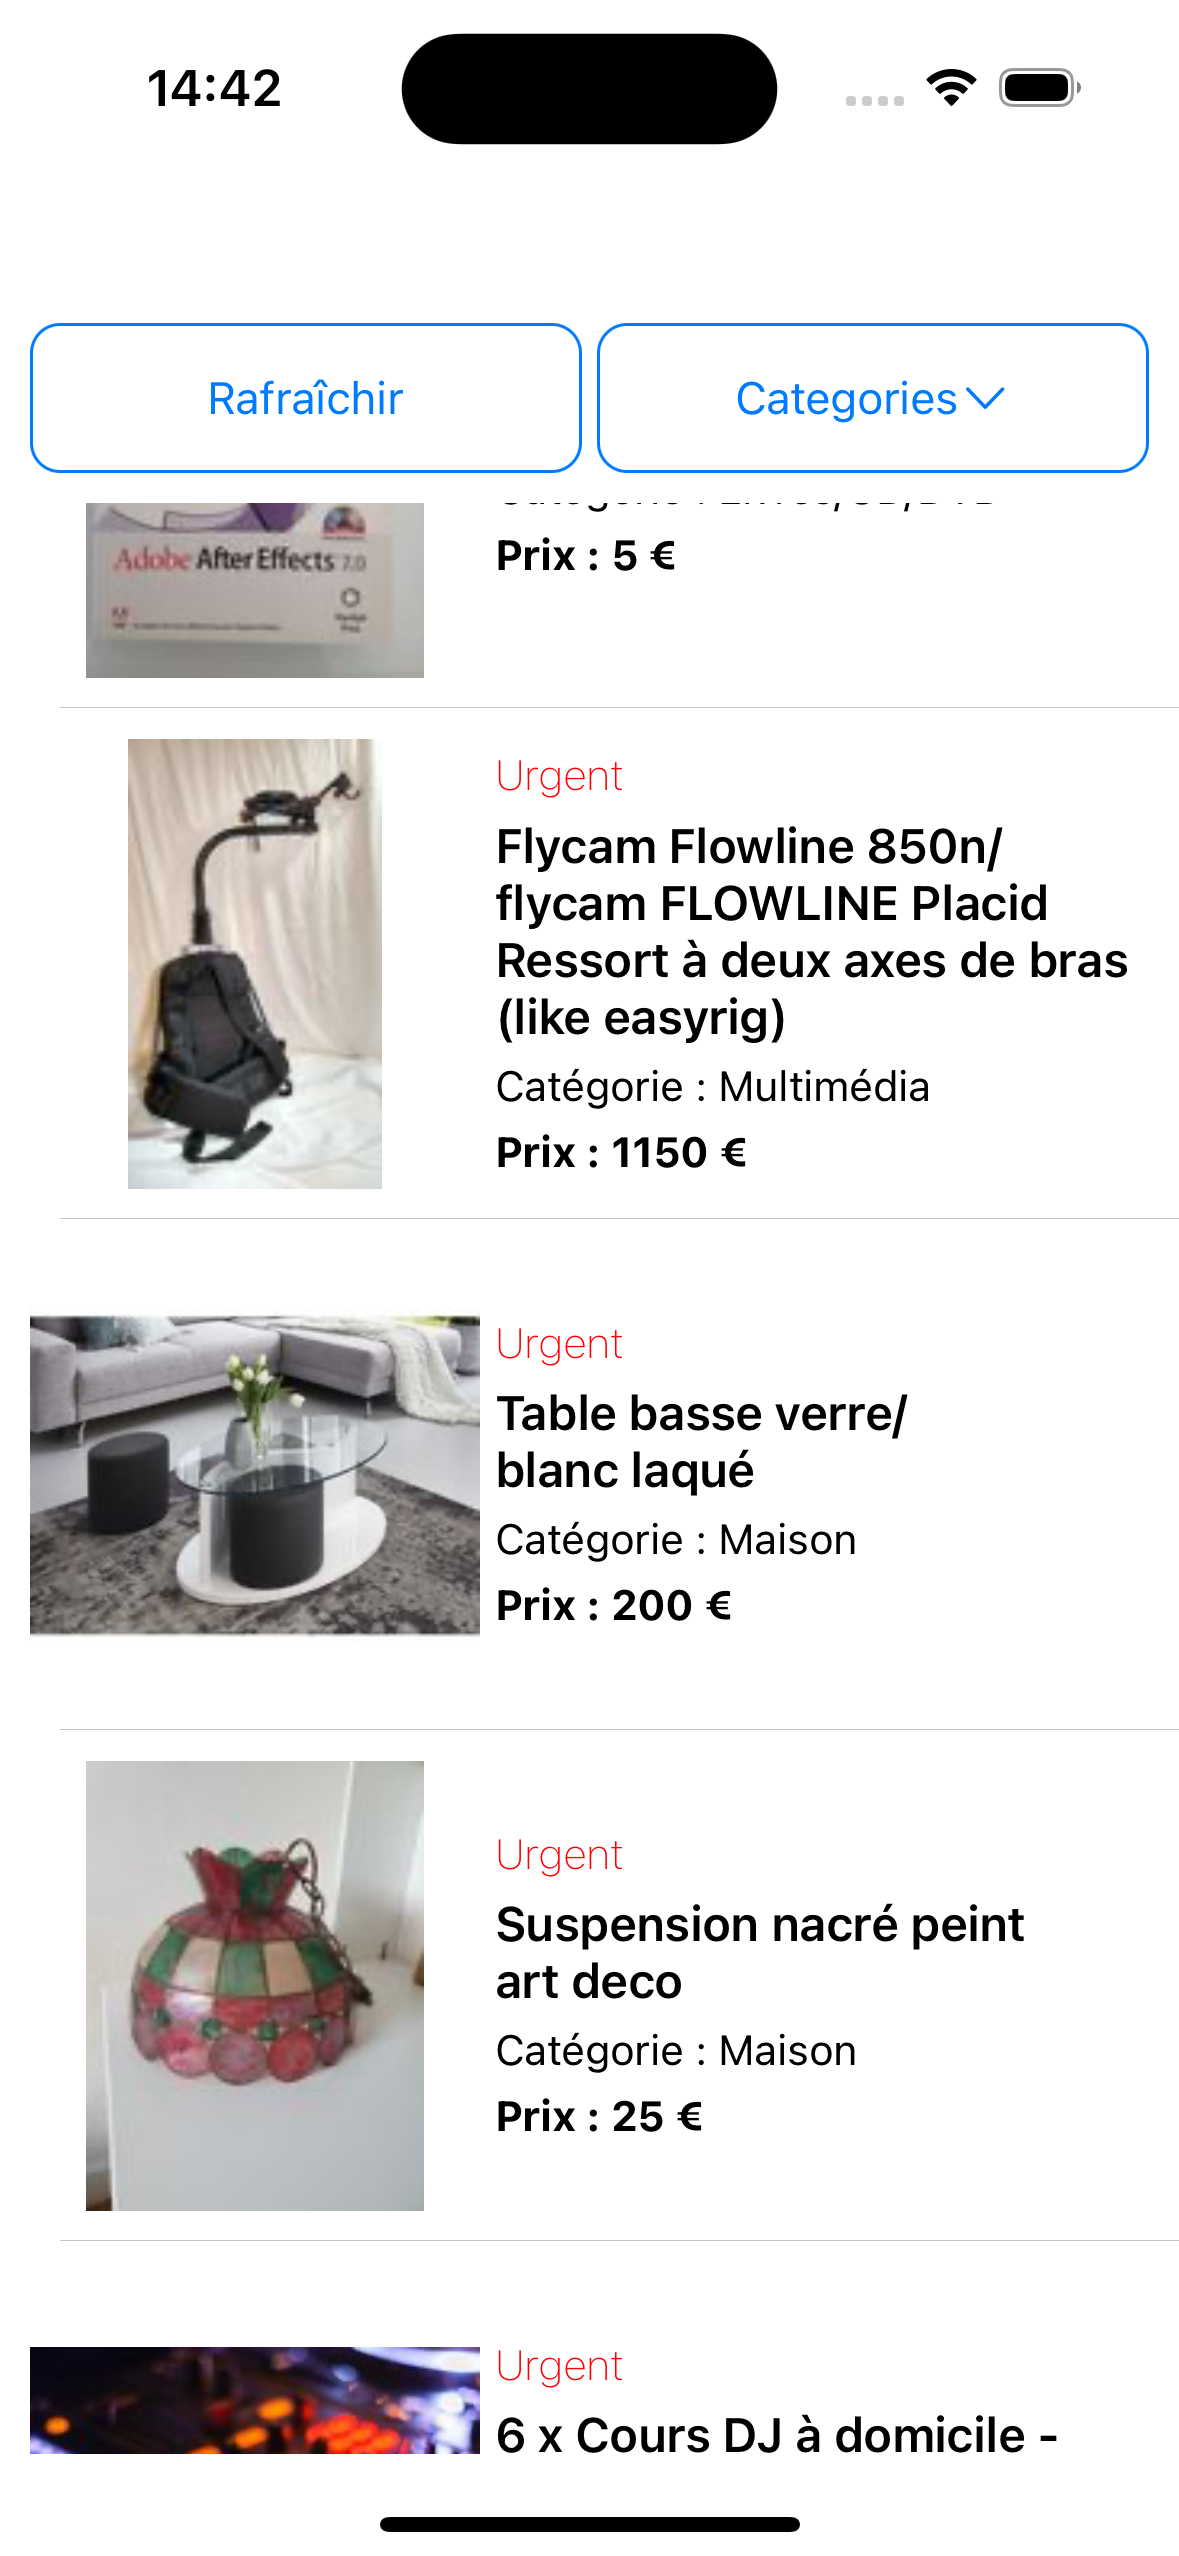 14:42
Rafraîchir
Categories
Adobe After Effects 7.0
Prix : 5 €
Urgent
Flycam Flowline 850n/
flycam FLOWLINE Placid
Ressort à deux axes de bras
(like easyrig)
Catégorie : Multimédia
Prix : 1150 €
Urgent
Table basse verre/
blanc laqué
Catégorie : Maison
Prix : 200 €
Urgent
Suspension nacré peint
art deco
Catégorie : Maison
Prix : 25 €
Urgent
6 x Cours DJ à domicile -